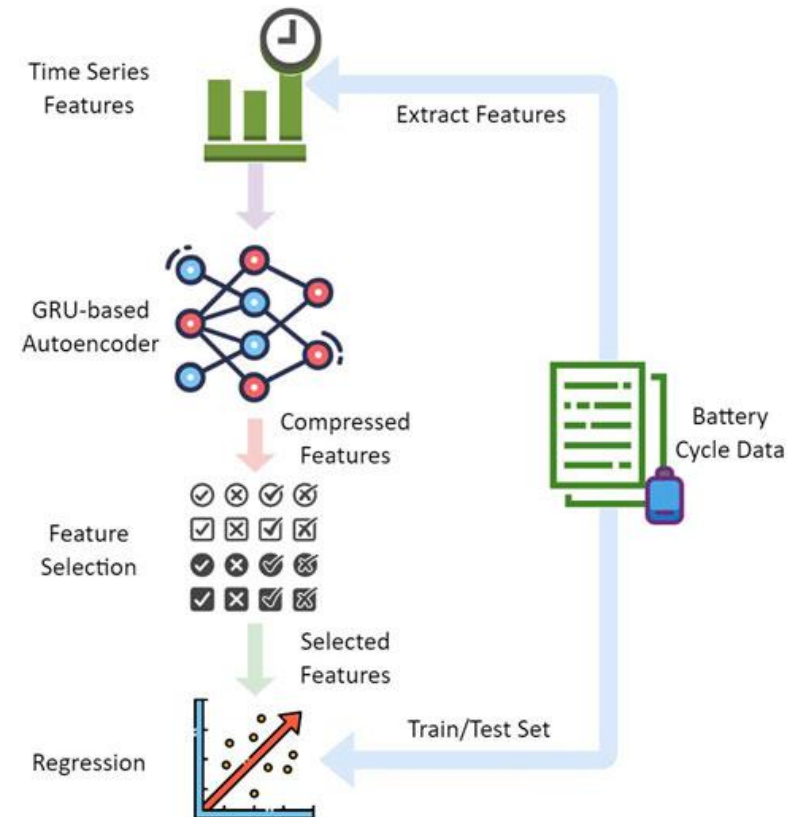 Time Series
Features
Extract Features
GRU-based
Autoencoder
Compressed
Features
Battery
Cycle Data
Feature
Selection
Selected
Features
Train/Test Set
Regression